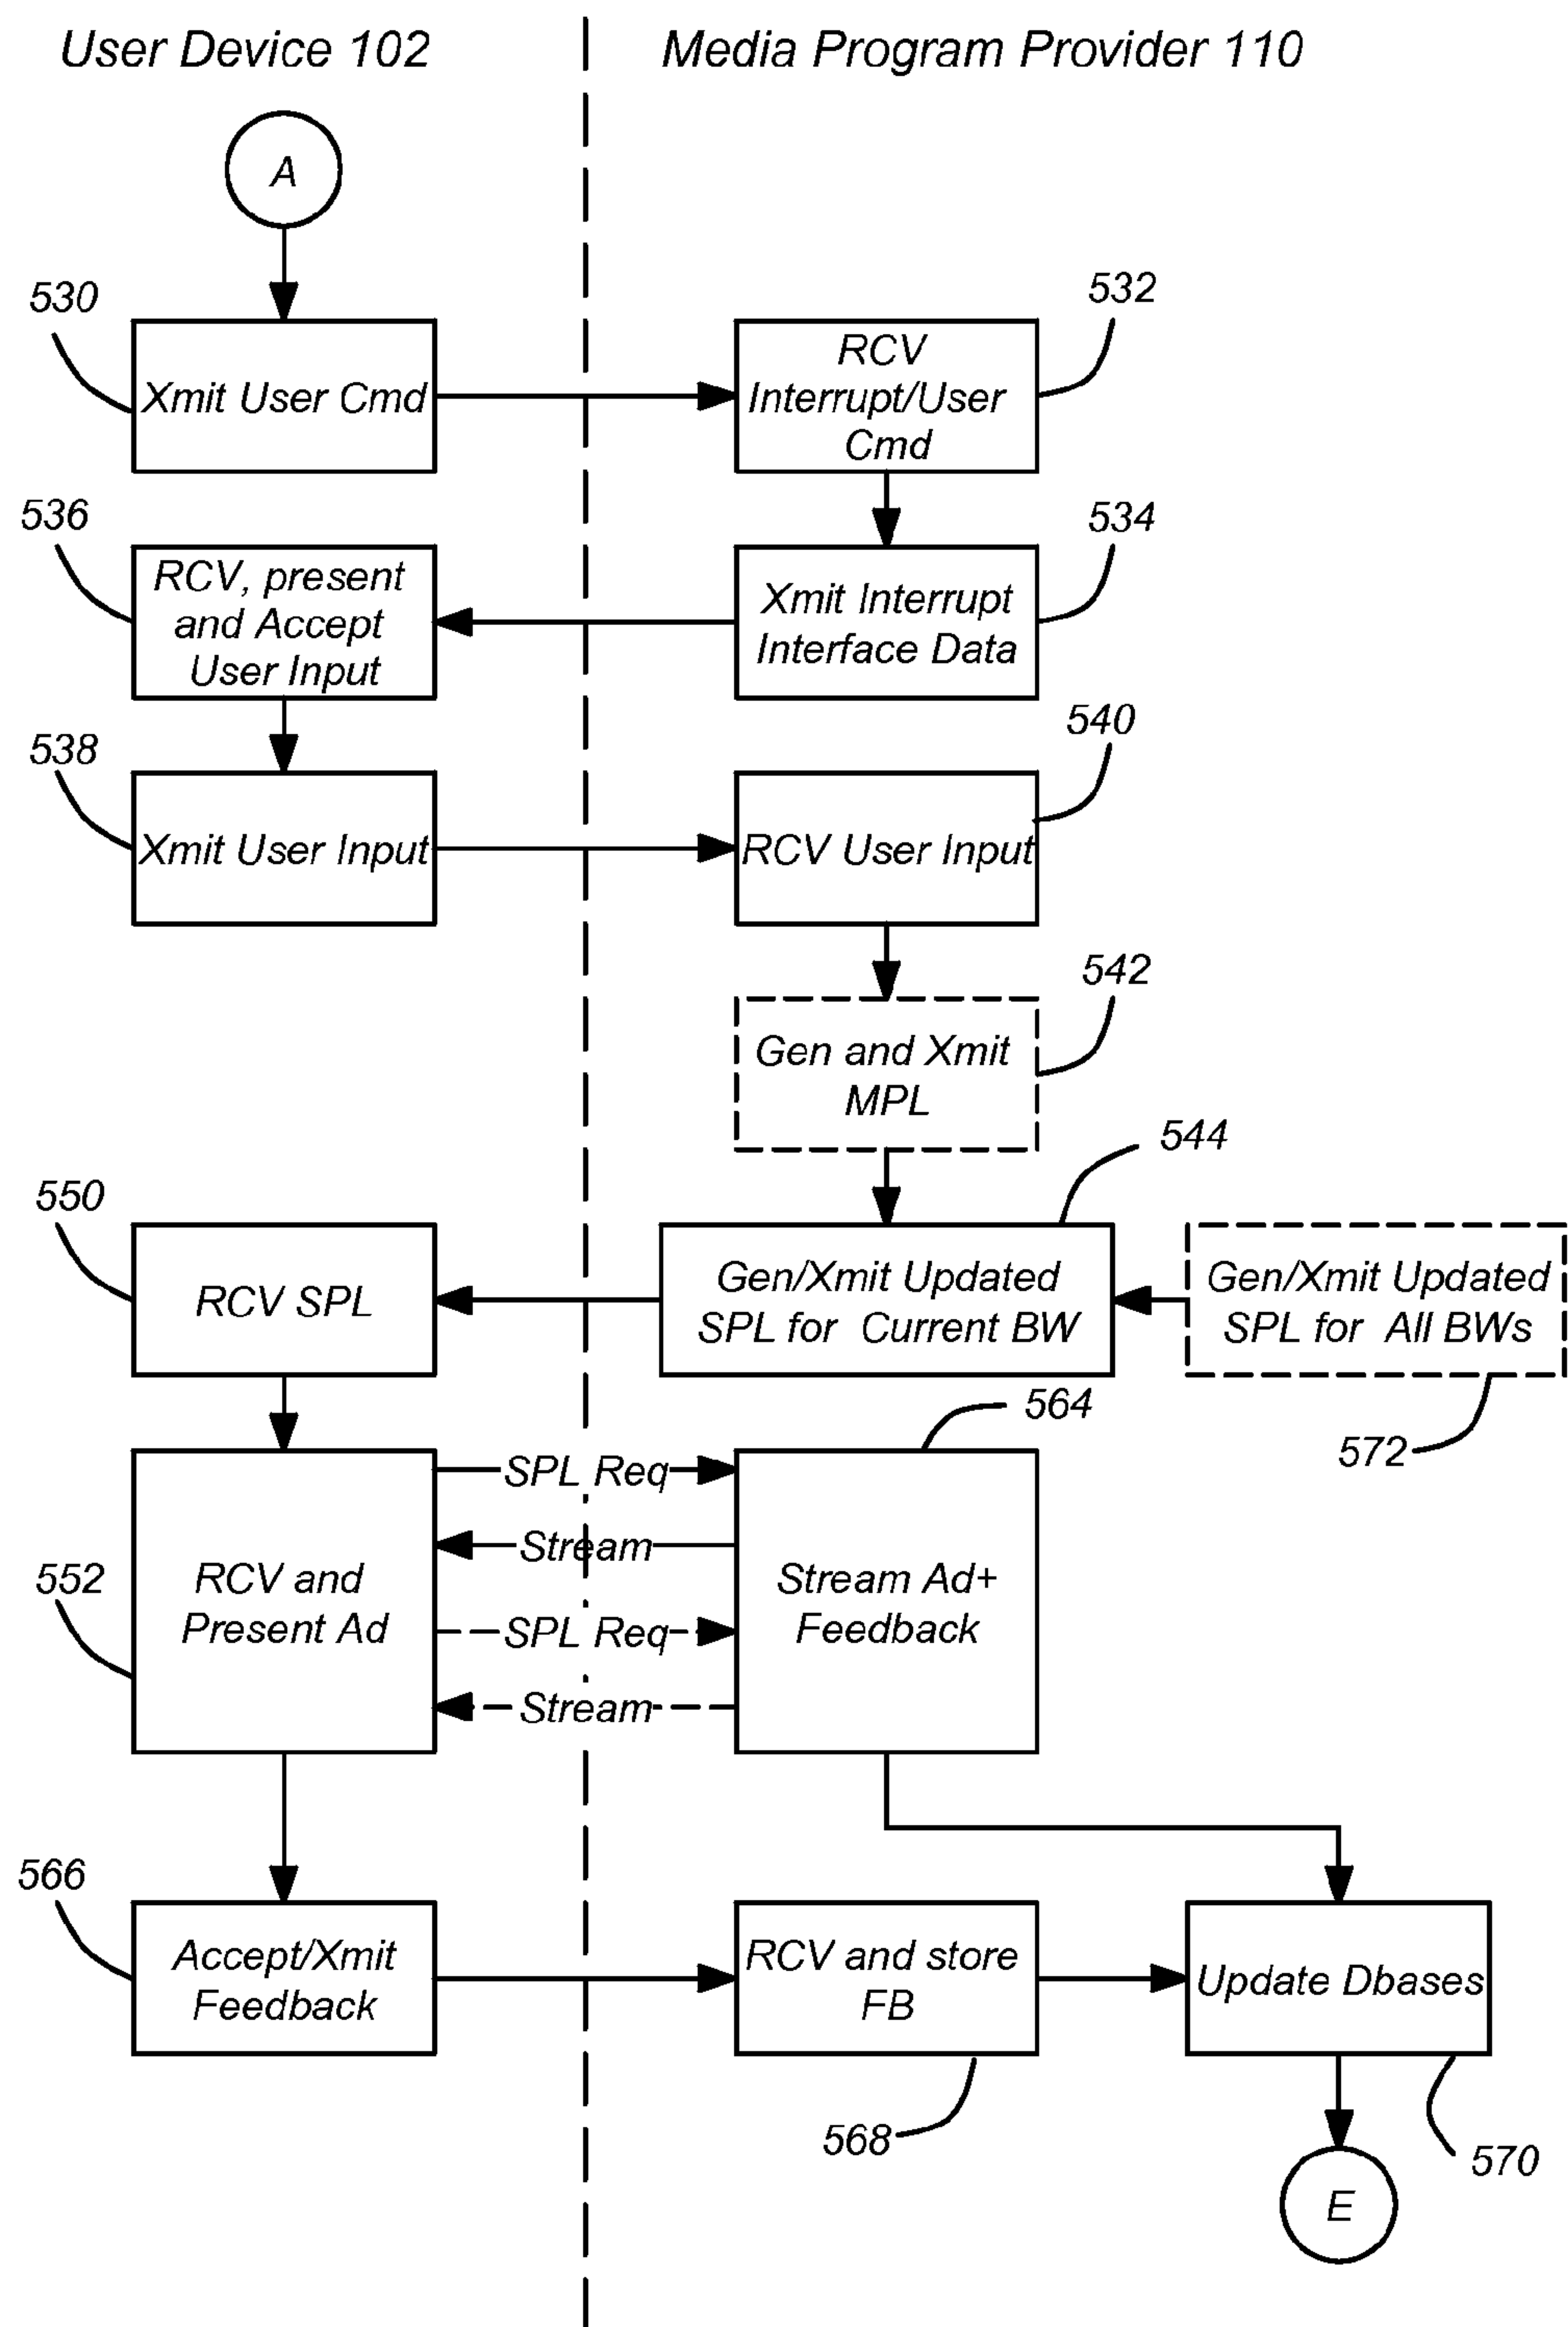 User Device 102
Media Program Provider 110
A
530
Xmit User Cmd
532
RCV
Interrupt/User
Cmd
536
RCV, present
and Accept
User Input
534
Xmit Interrupt
Interface Data
538
Xmit User Input
540
RCV User Input
542
Gen and Xmit
MPL
544
550
RCV SPL
Gen/Xmit Updated
SPL for Current BW
Gen/Xmit Updated
SPL for All BWs
572
564
552
RCV and
Present Ad
SPL Req
Stream
SPL Req
Stream
Stream Ad+
Feedback
566
Accept/Xmit
Feedback
RCV and store
FB
568
Update Dbases
570
E